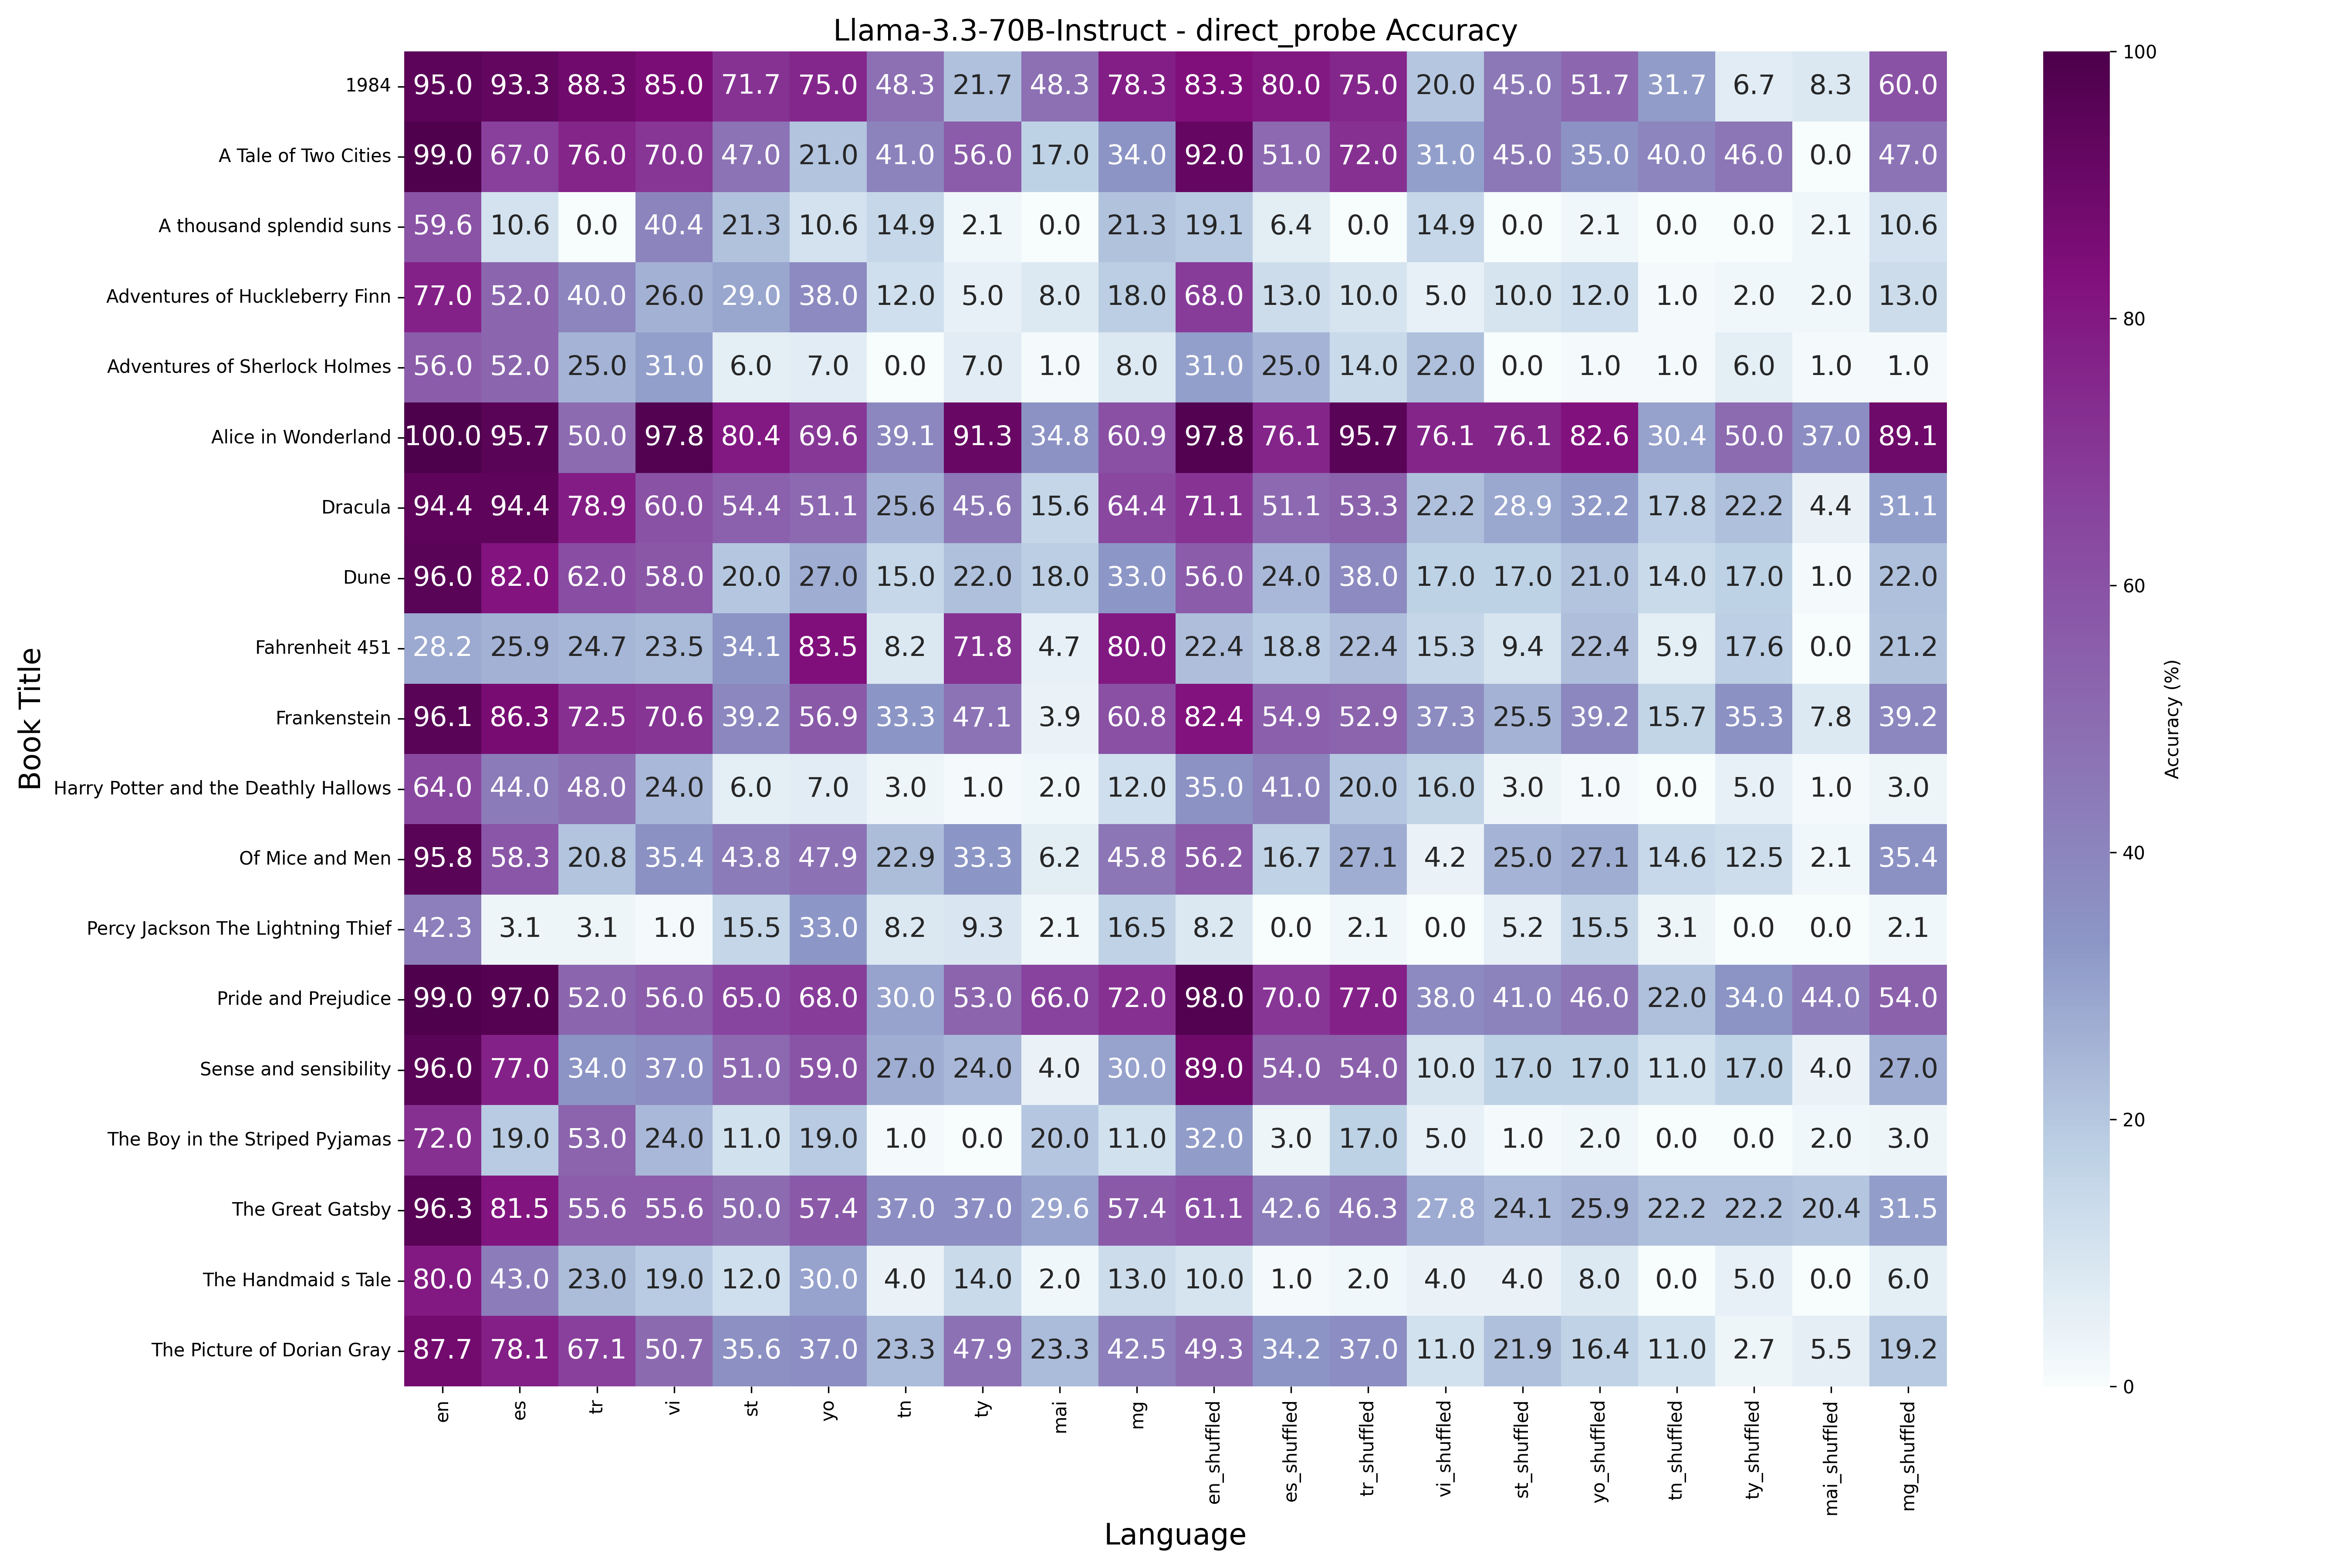 Llama-3.3-70B-Instruct - direct_probe Accuracy
1984 95.0 93.3 88.3 85.0 71.7 75.0 48.3 21.7 48.3 78.3 83.3 80.0 75.0 20.0 45.0 51.7 31.7 6.7 8.3 60.0
A Tale of Two Cities 99.0 67.0 76.0 70.0 47.0 21.0 41.0 56.0 17.0 34.0 92.0 51.0 72.0 31.0 45.0 35.0 40.0 46.0 0.0 47.0
A thousand splendid suns 59.6 10.6 0.0 40.4 21.3 10.6 14.9 2.1 0.0 21.3 19.1 6.4 0.0 14.9 0.0 2.1 0.0 0.0 2.1 10.6
Adventures of Huckleberry Finn 77.0 52.0 40.0 26.0 29.0 38.0 12.0 5.0 8.0 18.0 68.0 13.0 10.0 5.0 10.0 12.0 1.0 2.0 2.0 13.0
Adventures of Sherlock Holmes 56.0 52.0 25.0 31.0 6.0 7.0 0.0 7.0 1.0 8.0 31.0 25.0 14.0 22.0 0.0 1.0 1.0 6.0 1.0 1.0
Alice in Wonderland 100.0 95.7 50.0 97.8 80.4 69.6 39.1 91.3 34.8 60.9 97.8 76.1 95.7 76.1 76.1 82.6 30.4 50.0 37.0 89.1
Dracula 94.4 94.4 78.9 60.0 54.4 51.1 25.6 45.6 15.6 64.4 71.1 51.1 53.3 22.2 28.9 32.2 17.8 22.2 4.4 31.1
Dune 96.0 82.0 62.0 58.0 20.0 27.0 15.0 22.0 18.0 33.0 56.0 24.0 38.0 17.0 17.0 21.0 14.0 17.0 1.0 22.0
Fahrenheit 451 28.2 25.9 24.7 23.5 34.1 83.5 8.2 71.8 4.7 80.0 22.4 18.8 22.4 15.3 9.4 22.4 5.9 17.6 0.0 21.2
Frankenstein 96.1 86.3 72.5 70.6 39.2 56.9 33.3 47.1 3.9 60.8 82.4 54.9 52.9 37.3 25.5 39.2 15.7 35.3 7.8 39.2
Harry Potter and the Deathly Hallows 64.0 44.0 48.0 24.0 6.0 7.0 3.0 1.0 2.0 12.0 35.0 41.0 20.0 16.0 3.0 1.0 0.0 5.0 1.0 3.0
Of Mice and Men 95.8 58.3 20.8 35.4 43.8 47.9 22.9 33.3 6.2 45.8 56.2 16.7 27.1 4.2 25.0 27.1 14.6 12.5 2.1 35.4
Percy Jackson The Lightning Thief 42.3 3.1 3.1 1.0 15.5 33.0 8.2 9.3 2.1 16.5 8.2 0.0 2.1 0.0 5.2 15.5 3.1 0.0 0.0 2.1
Pride and Prejudice 99.0 97.0 52.0 56.0 65.0 68.0 30.0 53.0 66.0 72.0 98.0 70.0 77.0 38.0 41.0 46.0 22.0 34.0 44.0 54.0
Sense and sensibility 96.0 77.0 34.0 37.0 51.0 59.0 27.0 24.0 4.0 30.0 89.0 54.0 54.0 10.0 17.0 17.0 11.0 17.0 4.0 27.0
The Boy in the Striped Pyjamas 72.0 19.0 53.0 24.0 11.0 19.0 1.0 0.0 20.0 11.0 32.0 3.0 17.0 5.0 1.0 2.0 0.0 0.0 2.0 3.0
The Great Gatsby 96.3 81.5 55.6 55.6 50.0 57.4 37.0 37.0 29.6 57.4 61.1 42.6 46.3 27.8 24.1 25.9 22.2 22.2 20.4 31.5
The Handmaid s Tale 80.0 43.0 23.0 19.0 12.0 30.0 4.0 14.0 2.0 13.0 10.0 1.0 2.0 4.0 4.0 8.0 0.0 5.0 0.0 6.0
The Picture of Dorian Gray 87.7 78.1 67.1 50.7 35.6 37.0 23.3 47.9 23.3 42.5 49.3 34.2 37.0 11.0 21.9 16.4 11.0 2.7 5.5 19.2
en es tr vi st yo tn ty mai mg en_shuffled es_shuffled tr_shuffled vi_shuffled st_shuffled yo_shuffled tn_shuffled ty_shuffled mai_shuffled mg_shuffled
Language
Book Title
100
80
60
40
20
0
Accuracy (%)